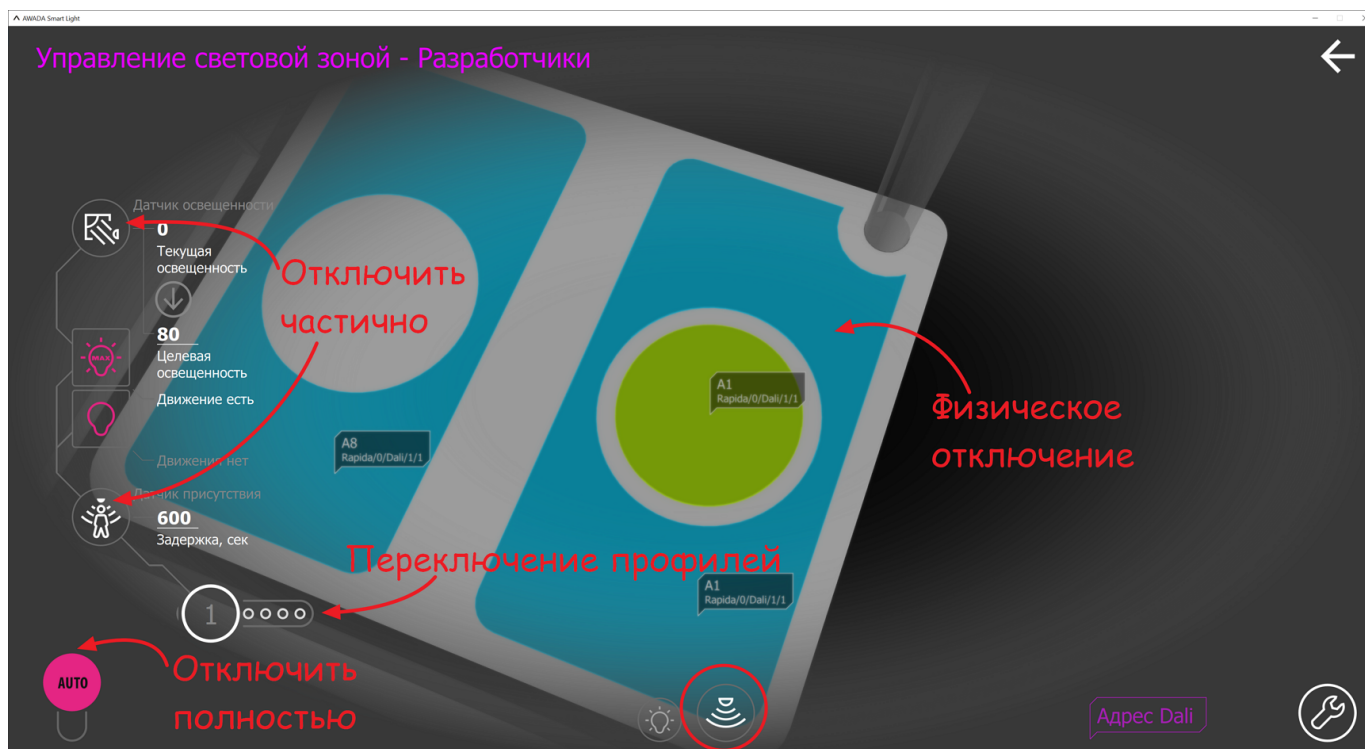 AWADA Smart Light
Управление световой зоной - Разработчики
Датчик освещенности
0
Текущая
освещенность
Отключить
частично
80
Целевая
освещенность
MAX
Движение есть
A1
Rapida/0/Dali/1/1
Физическое
отключение
A8
Rapida/0/Dali/1/1
Движения нет
Датчик присутствия
600
Задержка, сек
Переключение профилей
A1
Rapida/0/Dali/1/1
1
Отключить
полностью
AUTO
Адрес Dali